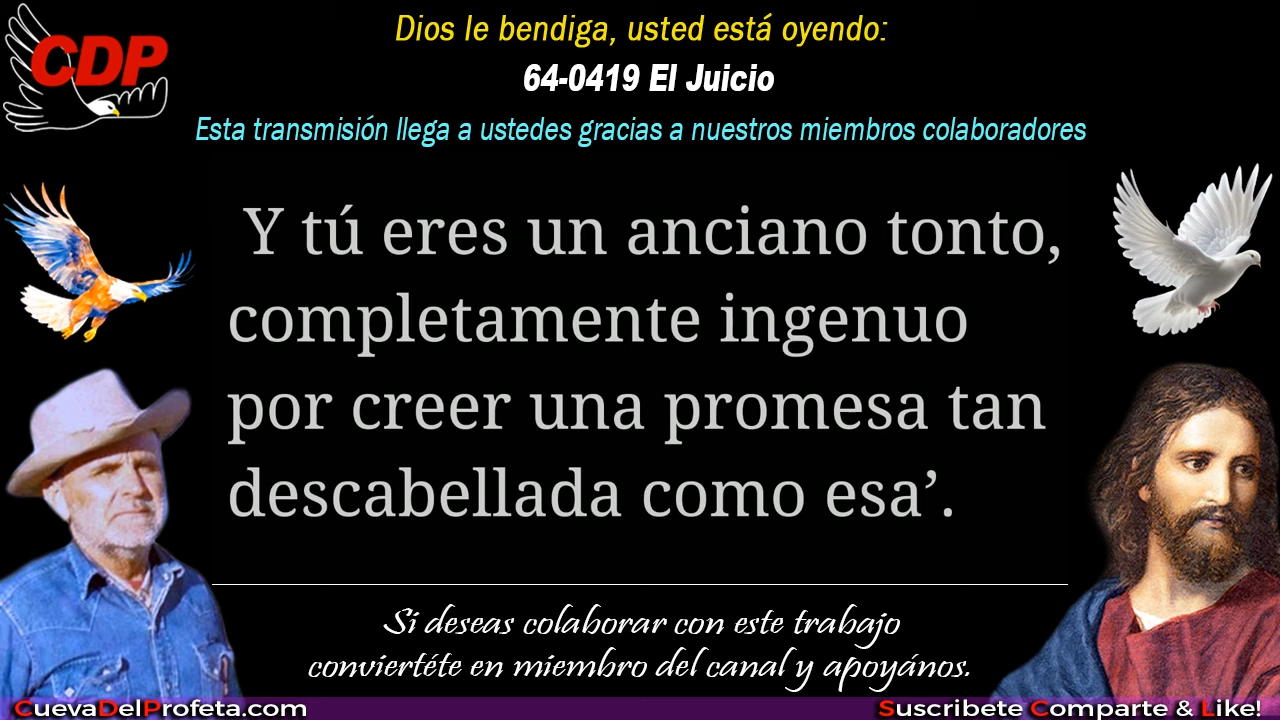 CDP
Dios le bendiga, usted está oyendo:
64-0419 El Juicio
Esta transmisión llega a ustedes gracias a nuestros miembros colaboradores
Y tú eres un anciano tonto,
completamente ingenuo
por creer una promesa tan
descabellada como esa’.
Si deseas colaborar con este trabajo
conviertéte en miembro del canal y apoyános.
CuevaDelProfeta.com
Suscribete Comparte & Like!